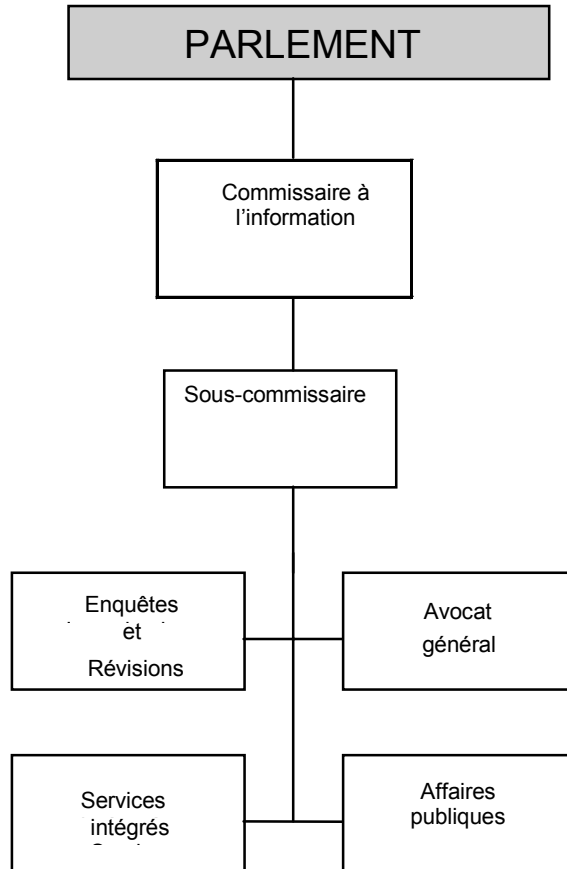 PARLEMENT
Commissaire à
l'information
Sous-commissaire
Enquêtes
et
Révisions
Avocat
général
Services
intégrés
Affaires
publiques